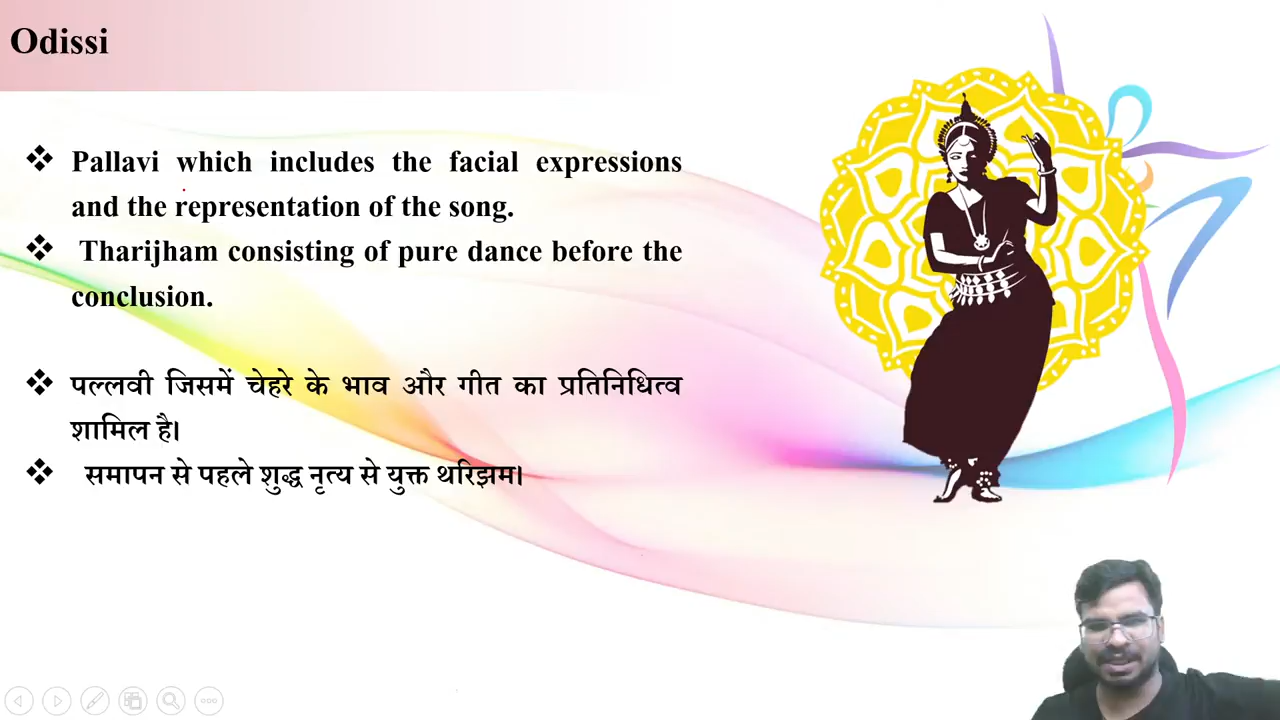 Odissi
❖ Pallavi which includes the facial expressions
and the representation of the song.
❖ Tharijham consisting of pure dance before the
conclusion.
❖ पल्लवी जिसमें चेहरे के भाव और गीत का प्रतिनिधित्व
शामिल है।
❖ समापन से पहले शुद्ध नृत्य से युक्त थरिझम।